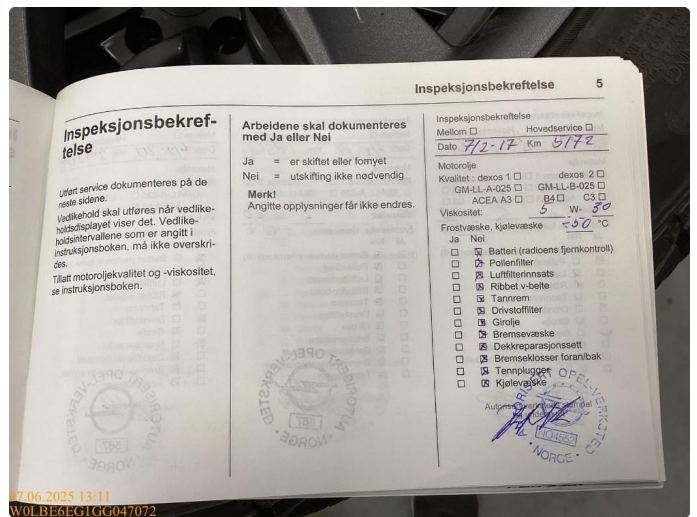 Inspeksjonsbekreftelse 5
Inspeksjonsbekref-
telse
Utført service dokumenteres på de
neste sidene.
Vedlikehold skal utføres når vedlike-
holdsdisplayet viser det. Vedlike-
holdsintervallene som er angitt i
instruksjonsboken, må ikke overskri-
des.
Tillatt motoroljekvalitet og -viskositet,
se instruksjonsboken.
Arbeidene skal dokumenteres
med Ja eller Nei
Ja = er skiftet eller fornyet
Nei = utskifting ikke nødvendig
Merk!
Angitte opplysninger får ikke endres.
Inspeksjonsbekreftelse
Mellom ☐ Hovedservice ☐
Dato 7/2-17 Km 5172
Motorolje
Kvalitet: dexos 1 ☐ dexos 2 ☐
GM-LL-A-025 ☐ GM-LL-B-025 ☐
ACEA A3 ☐ B4 ☐ C3 ☐
Viskositet: 5 W- 30
Frostvæske, kjølevæske -50 °C
Ja Nei
☐ ☒ Batteri (radioens fjernkontroll)
☐ ☒ Pollenfilter
☐ ☒ Luftfilterinnsats
☐ ☒ Ribbet v-belte
☐ ☒ Tannrem
☐ ☒ Drivstoffilter
☐ ☒ Girolje
☐ ☒ Bremsevæske
☐ ☒ Dekkreparasjonssett
☐ ☒ Bremseklosser foran/bak
☐ ☒ Tennplugger
☐ ☒ Kjølevæske
OPEL-VERKSTED
NO4552
NORGE
07.06.2025 13:11
W0LBE6EG1GG047072